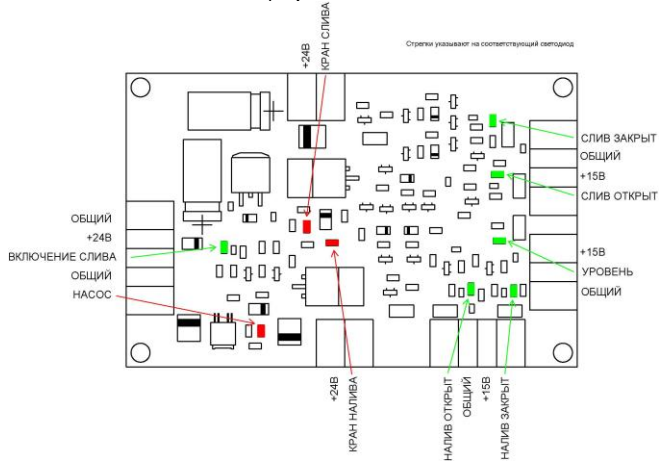 +24В
КРАН СЛИВА
Стрелки указывают на соответствующий светодиод
СЛИВ ЗАКРЫТ
ОБЩИЙ
+15В
СЛИВ ОТКРЫТ
ОБЩИЙ
+24В
ВКЛЮЧЕНИЕ СЛИВА
ОБЩИЙ
НАСОС
+15В
УРОВЕНЬ
ОБЩИЙ
+24В
КРАН НАЛИВА
НАЛИВ ОТКРЫТ
ОБЩИЙ
+15В
НАЛИВ ЗАКРЫТ